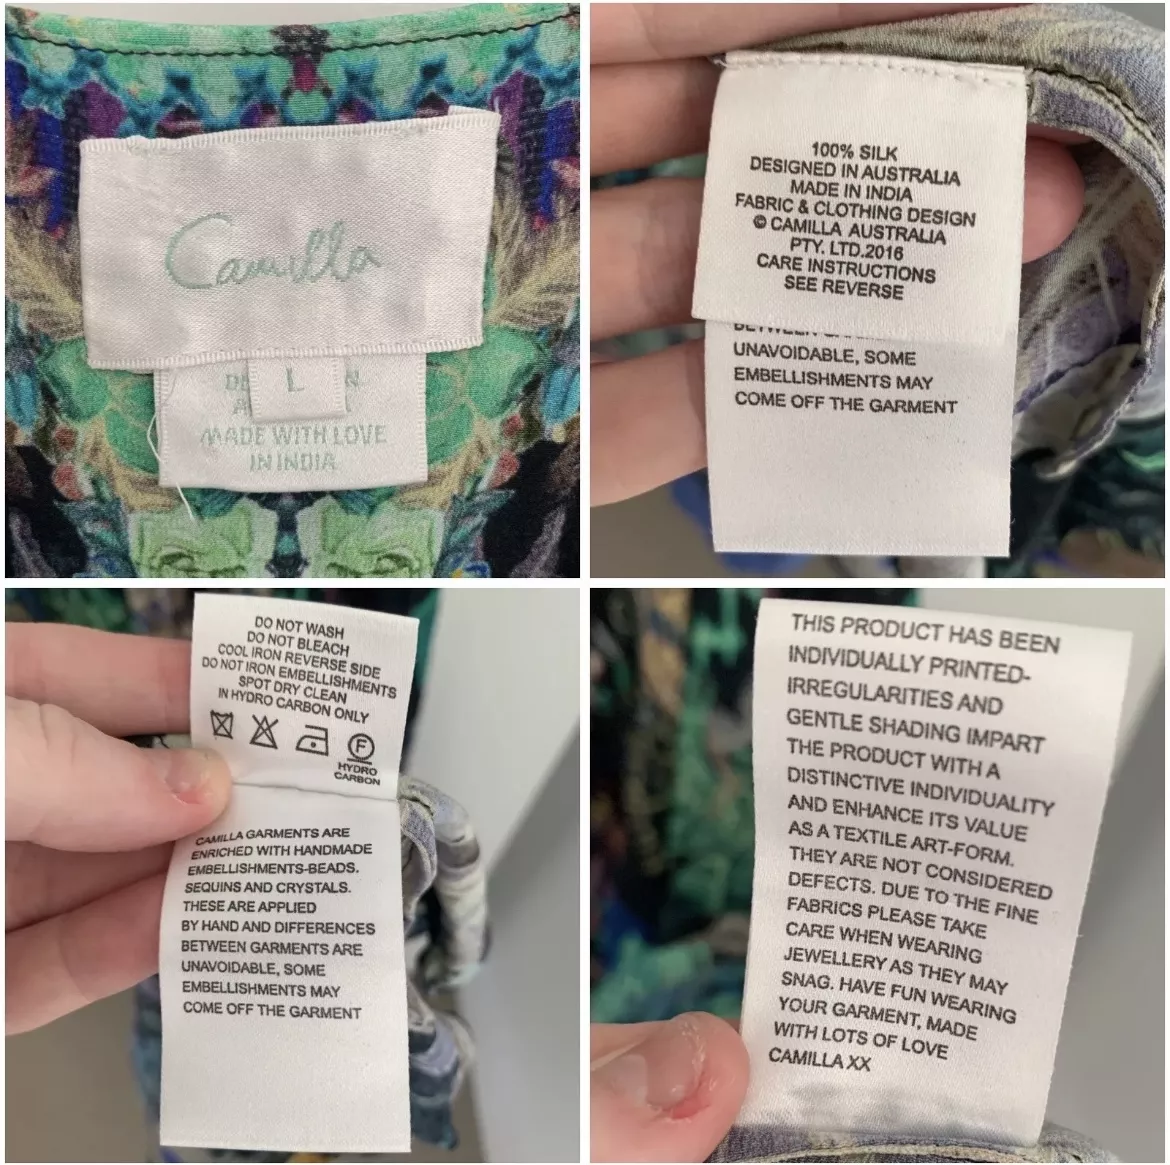 Camilla
L
MADE WITH LOVE
IN INDIA
100% SILK
DESIGNED IN AUSTRALIA
MADE IN INDIA
FABRIC & CLOTHING DESIGN
© CAMILLA AUSTRALIA
PTY. LTD.2016
CARE INSTRUCTIONS
SEE REVERSE
UNAVOIDABLE, SOME
EMBELLISHMENTS MAY
COME OFF THE GARMENT
DO NOT WASH
DO NOT BLEACH
COOL IRON REVERSE SIDE
DO NOT IRON EMBELLISHMENTS
SPOT DRY CLEAN
IN HYDRO CARBON ONLY
F
HYDRO
CARBON
CAMILLA GARMENTS ARE
ENRICHED WITH HANDMADE
EMBELLISHMENTS-BEADS.
SEQUINS AND CRYSTALS.
THESE ARE APPLIED
BY HAND AND DIFFERENCES
BETWEEN GARMENTS ARE
UNAVOIDABLE, SOME
EMBELLISHMENTS MAY
COME OFF THE GARMENT
THIS PRODUCT HAS BEEN
INDIVIDUALLY PRINTED-
IRREGULARITIES AND
GENTLE SHADING IMPART
THE PRODUCT WITH A
DISTINCTIVE INDIVIDUALITY
AND ENHANCE ITS VALUE
AS A TEXTILE ART-FORM.
THEY ARE NOT CONSIDERED
DEFECTS. DUE TO THE FINE
FABRICS PLEASE TAKE
CARE WHEN WEARING
JEWELLERY AS THEY MAY
SNAG. HAVE FUN WEARING
YOUR GARMENT, MADE
WITH LOTS OF LOVE
CAMILLA XX